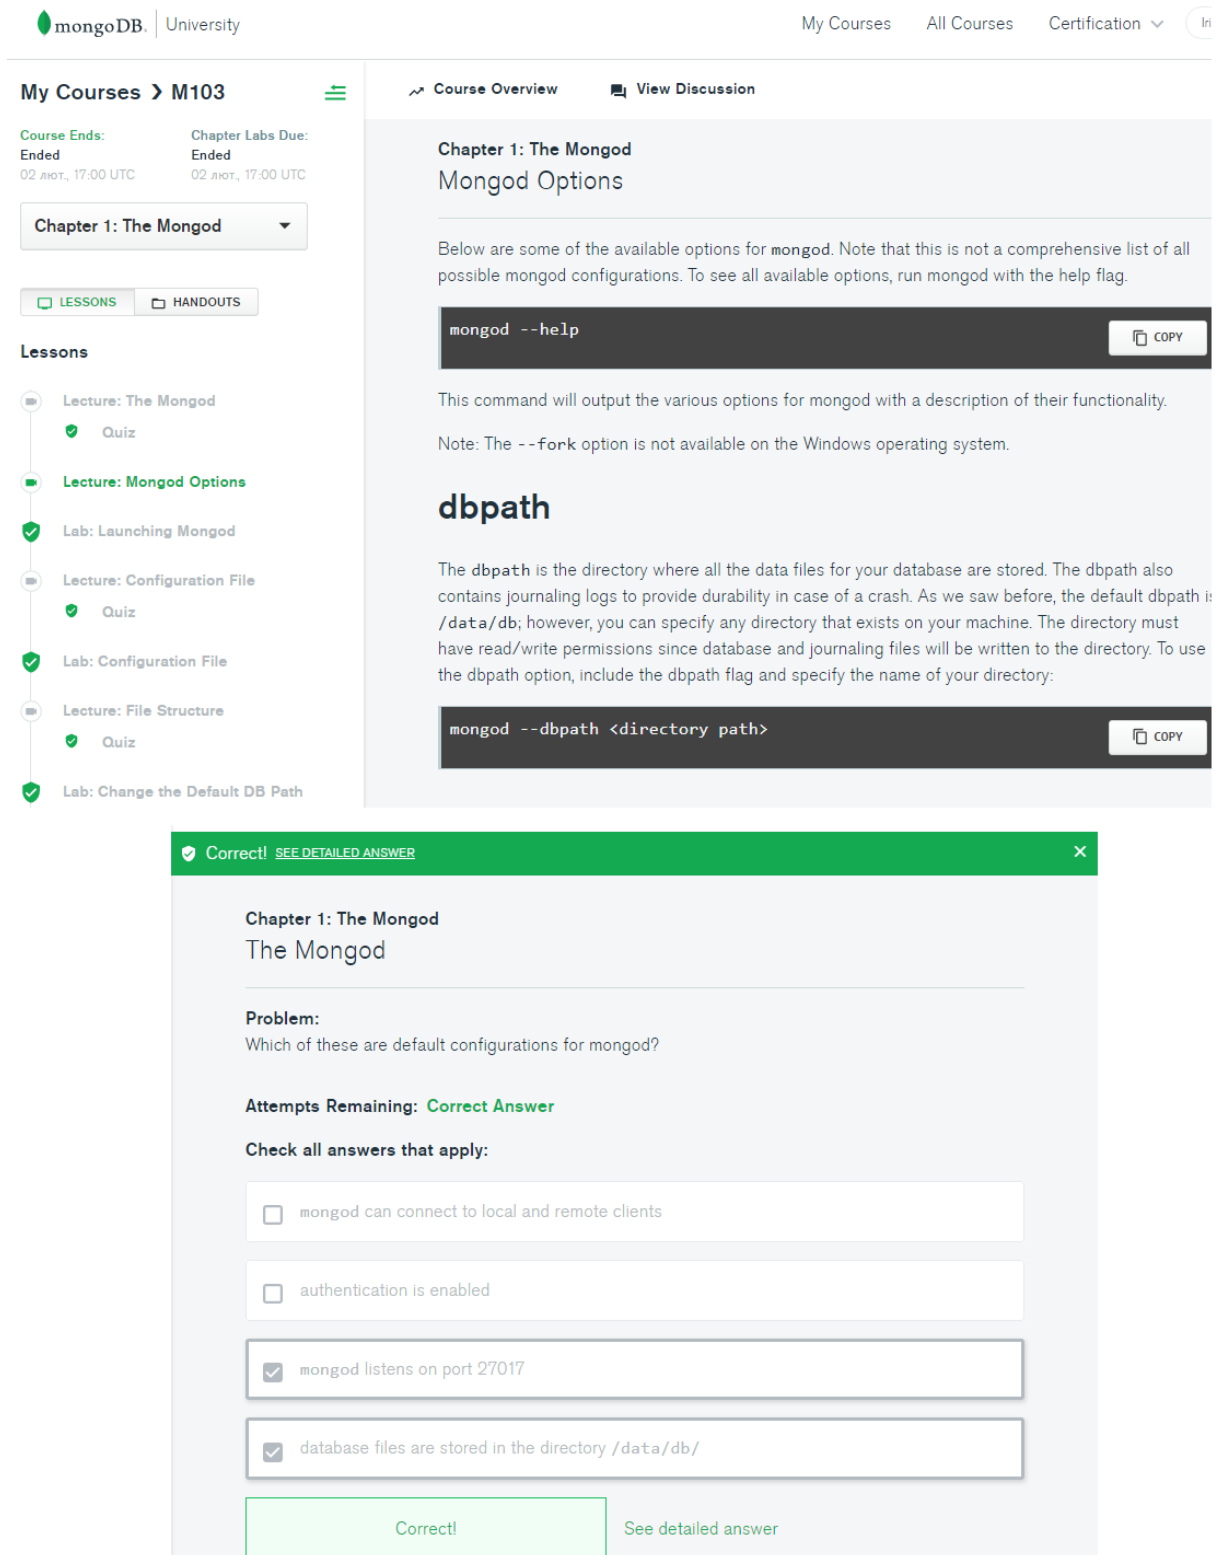 mongoDB. University
My Courses All Courses Certification Iri
My Courses ❯ M103
Course Overview View Discussion
Course Ends: Chapter Labs Due:
Ended Ended
02 лют., 17:00 UTC 02 лют., 17:00 UTC
Chapter 1: The Mongod
LESSONS HANDOUTS
Lessons
Lecture: The Mongod
Quiz
Lecture: Mongod Options
Lab: Launching Mongod
Lecture: Configuration File
Quiz
Lab: Configuration File
Lecture: File Structure
Quiz
Lab: Change the Default DB Path
Chapter 1: The Mongod
Mongod Options
Below are some of the available options for mongod. Note that this is not a comprehensive list of all
possible mongod configurations. To see all available options, run mongod with the help flag.
mongod --help
COPY
This command will output the various options for mongod with a description of their functionality.
Note: The --fork option is not available on the Windows operating system.
dbpath
The dbpath is the directory where all the data files for your database are stored. The dbpath also
contains journaling logs to provide durability in case of a crash. As we saw before, the default dbpath is
/data/db; however, you can specify any directory that exists on your machine. The directory must
have read/write permissions since database and journaling files will be written to the directory. To use
the dbpath option, include the dbpath flag and specify the name of your directory:
mongod --dbpath <directory path>
COPY
Correct! SEE DETAILED ANSWER ×
Chapter 1: The Mongod
The Mongod
Problem:
Which of these are default configurations for mongod?
Attempts Remaining: Correct Answer
Check all answers that apply:
mongod can connect to local and remote clients
authentication is enabled
mongod listens on port 27017
database files are stored in the directory /data/db/
Correct! See detailed answer